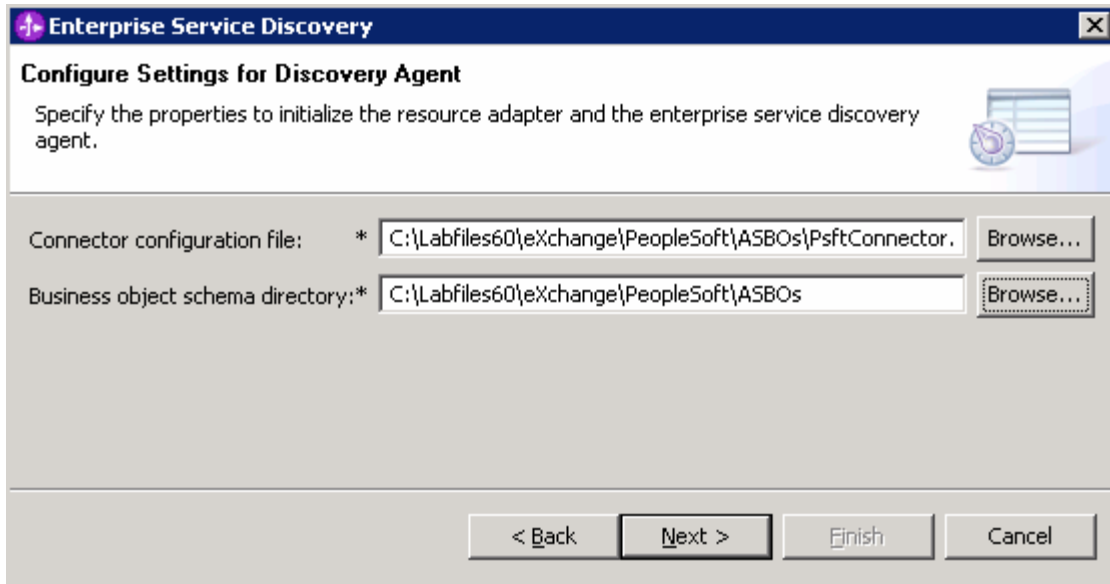 Enterprise Service Discovery
Configure Settings for Discovery Agent
Specify the properties to initialize the resource adapter and the enterprise service discovery
agent.
Connector configuration file: * C:\Labfiles60\eXchange\PeopleSoft\ASBOs\PsftConnector. Browse...
Business object schema directory:* C:\Labfiles60\eXchange\PeopleSoft\ASBOs Browse...
< Back Next > Finish Cancel